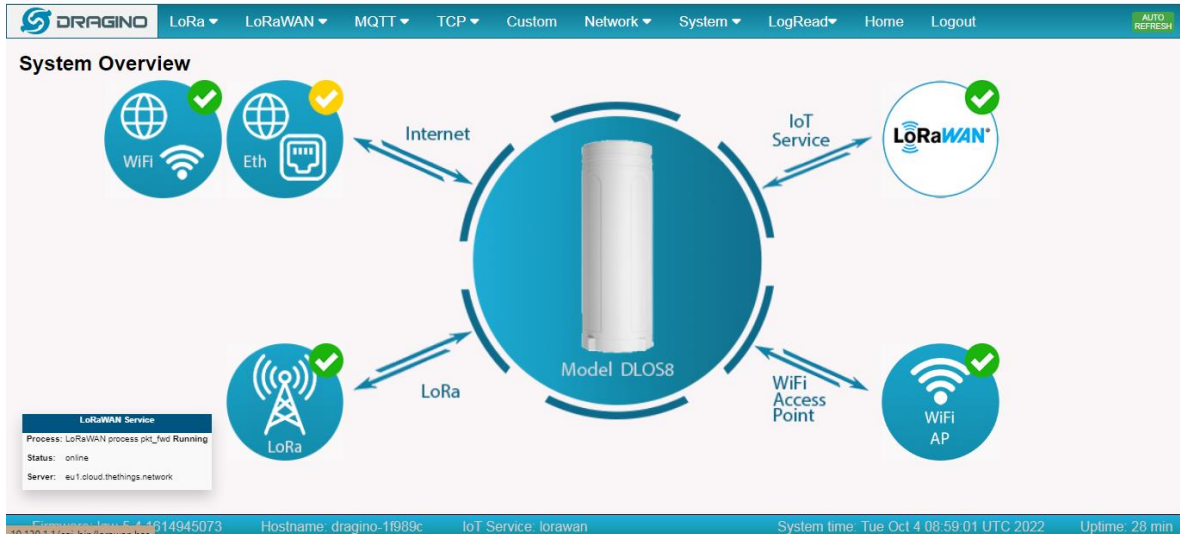 DRAGINO LoRa LoRaWAN MQTT TCP Custom Network System LogRead Home Logout AUTO REFRESH
System Overview
WiFi
Eth
Internet
IoT Service
LoRaWAN
Model DLOS8
LoRa
LoRa
WiFi Access Point
WiFi AP
LoRaWAN Service
Process: LoRaWAN process pkt_fwd Running
Status: online
Server: eu1.cloud.thethings.network
Hostname: dragino-1f989c IoT Service: lorawan System time: Tue Oct 4 08:59:01 UTC 2022 Uptime: 28 min